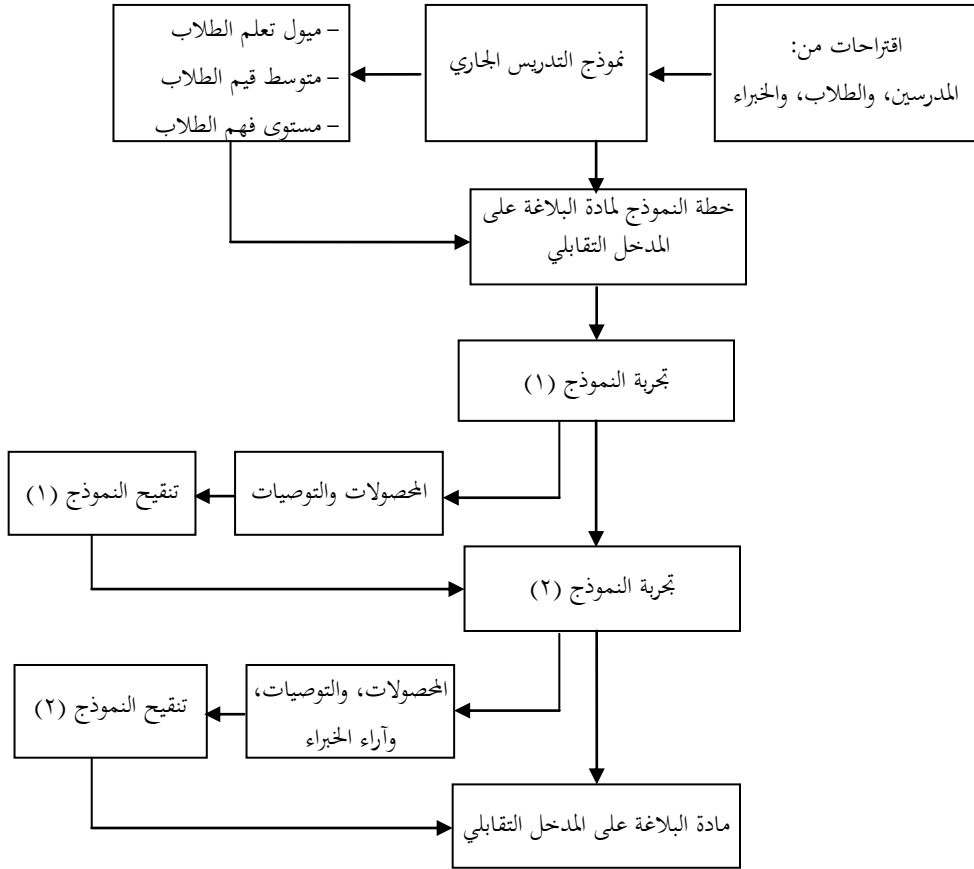 اقتراحات من:
المدرسين، والطلاب، والخبراء
نموذج التدريس الجاري
– ميول تعلم الطلاب
– متوسط قيم الطلاب
– مستوى فهم الطلاب
خطة النموذج لمادة البلاغة على
المدخل التقابلي
تجربة النموذج (١)
المحصولات والتوصيات
تنقيح النموذج (١)
تجربة النموذج (٢)
المحصولات، والتوصيات،
وآراء الخبراء
تنقيح النموذج (٢)
مادة البلاغة على المدخل التقابلي